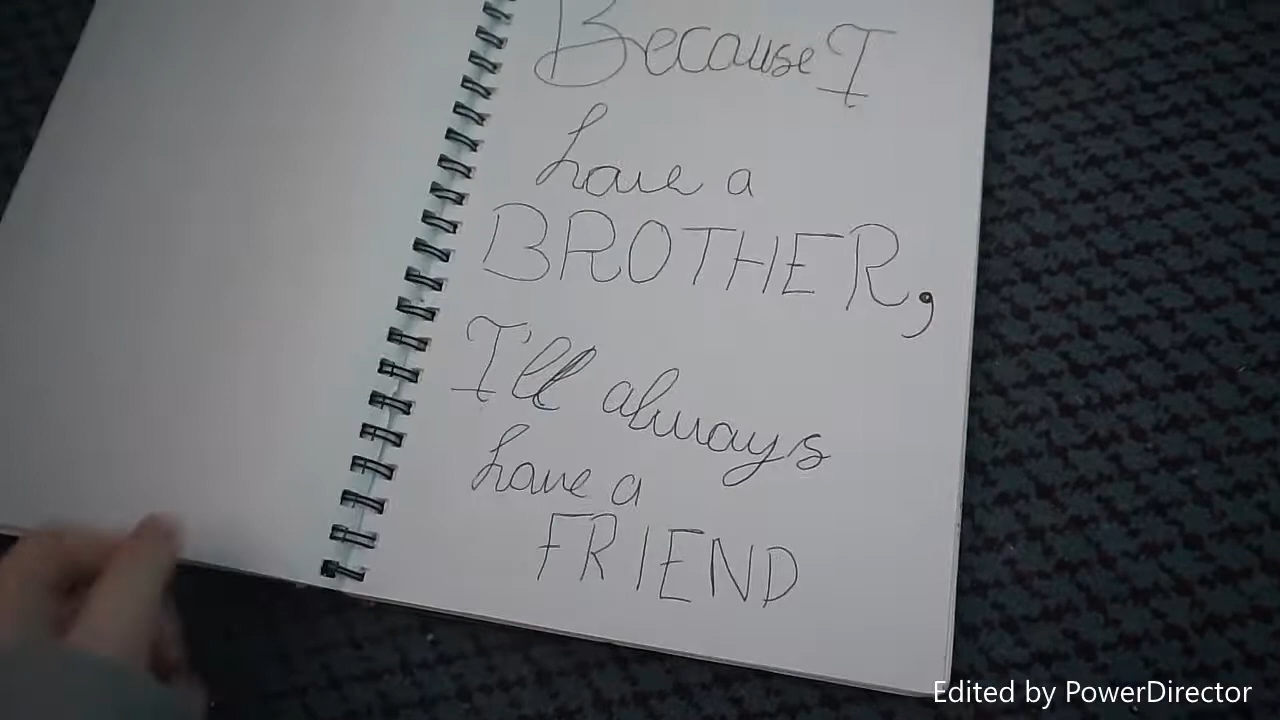 Because I
have a
BROTHER,
I'll always
have a
FRIEND
Edited by PowerDirector